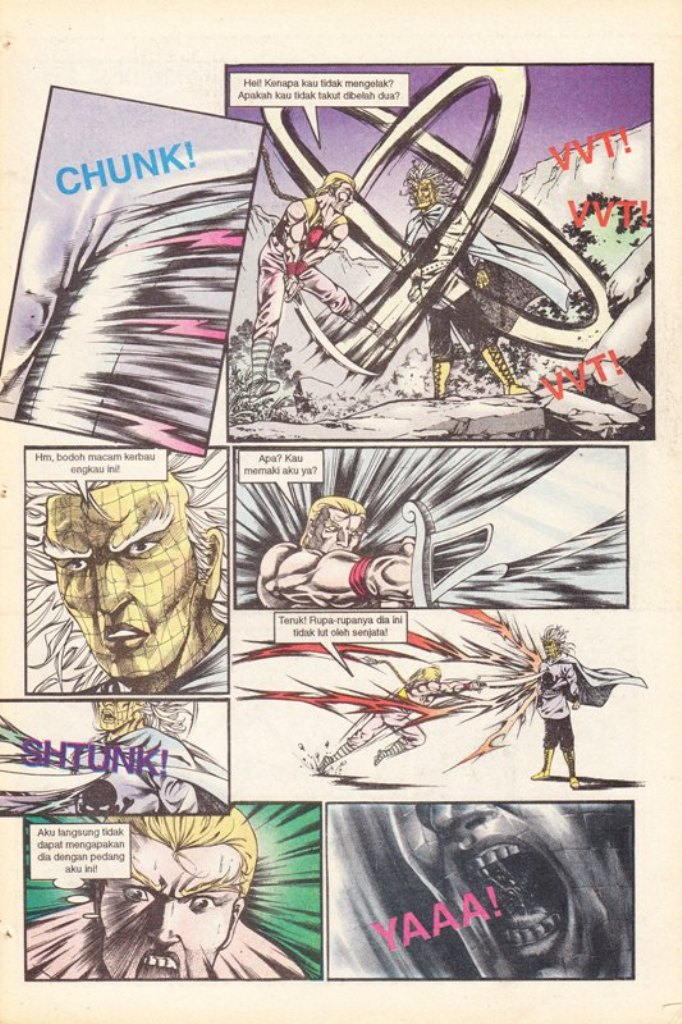 CHUNK!
Hei! Kenapa kau tidak mengelak?
Apakah kau tidak takut dibelah dua?
VVT!
VVT!
VVT!
Hm, bodoh macam kerbau
engkau ini!
Apa? Kau
memaki aku ya?
Teruk! Rupa-rupanya dia ini
tidak lut oleh senjata!
SHTUNK!
Aku langsung tidak
dapat mengapakan
dia dengan pedang
aku ini!
YAAA!